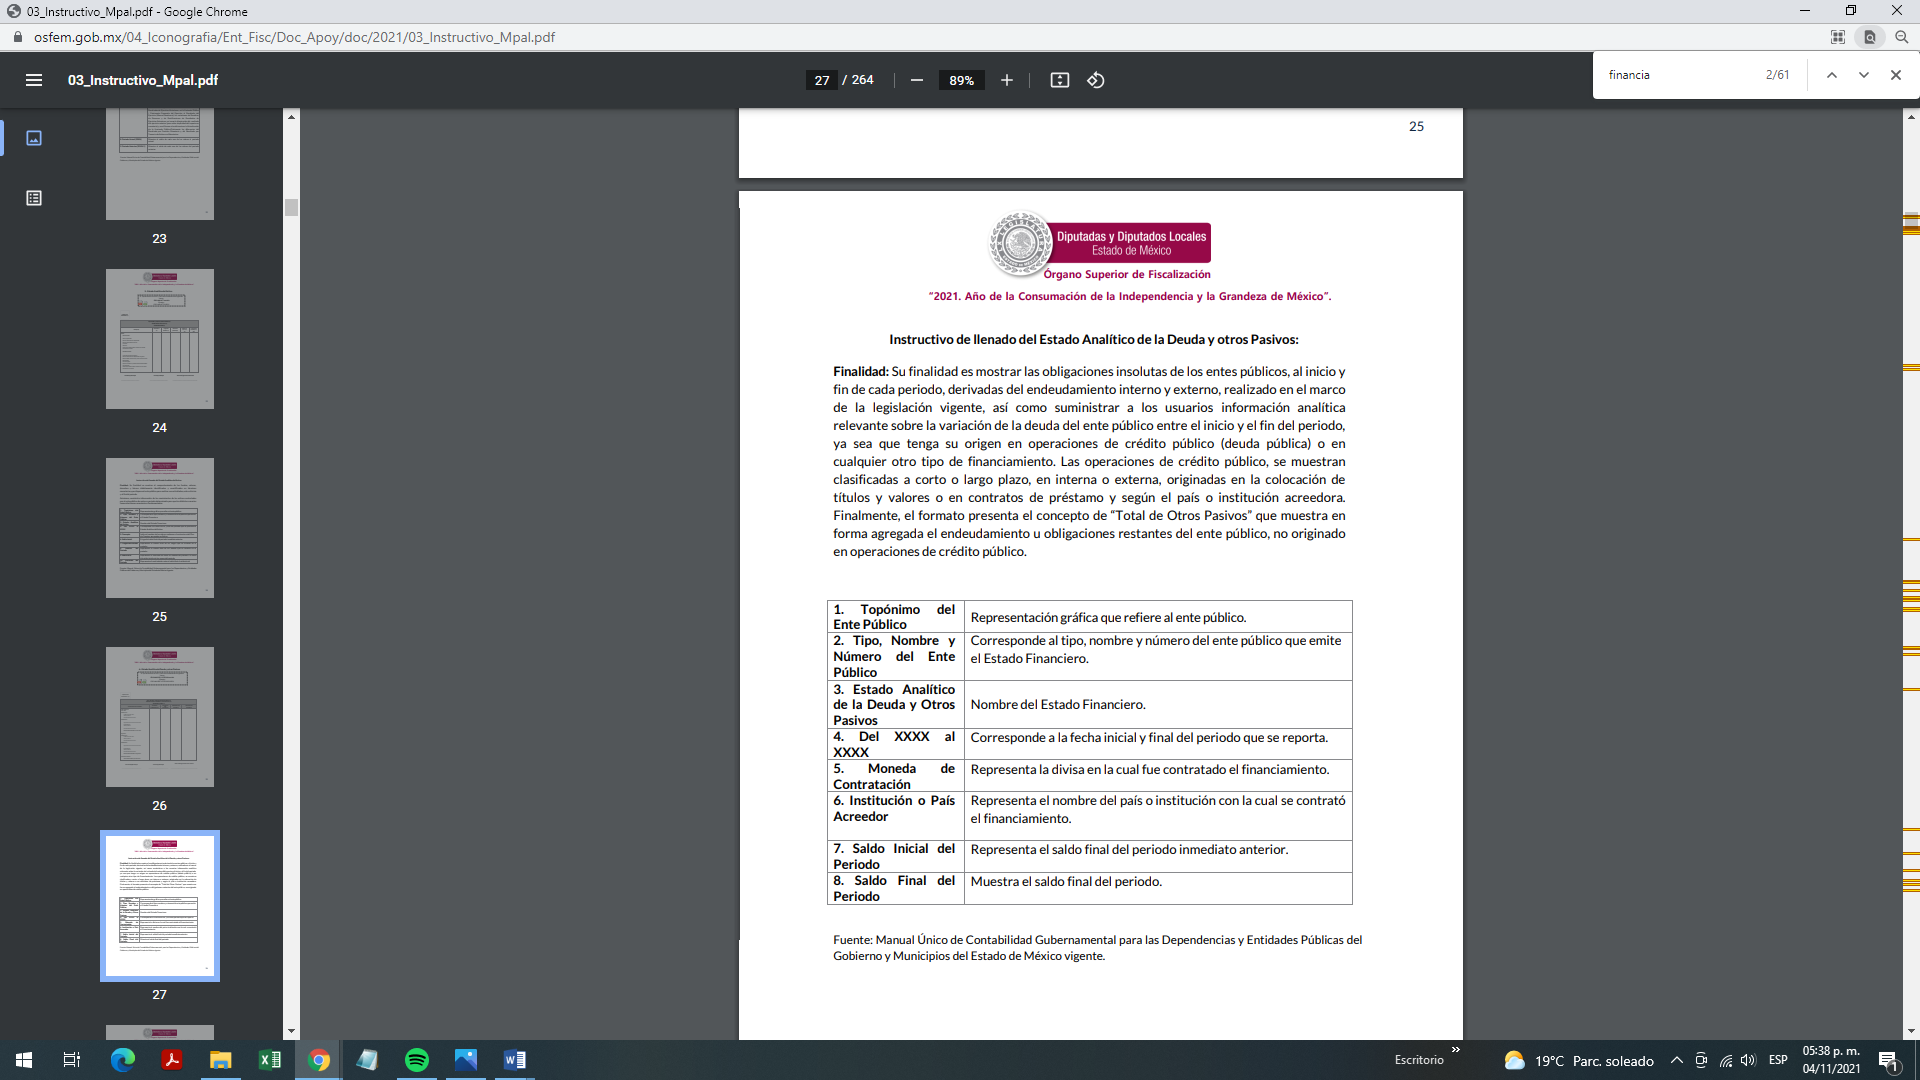 03_Instructivo_Mpal.pdf - Google Chrome
osfem.gob.mx/04_Iconografia/Ent_Fisc/Doc_Apoy/doc/2021/03_Instructivo_Mpal.pdf
03_Instructivo_Mpal.pdf
27 / 264
89%
financia 2/61
23
24
25
26
27
25
Diputadas y Diputados Locales
Estado de México
Órgano Superior de Fiscalización
“2021. Año de la Consumación de la Independencia y la Grandeza de México”.
Instructivo de llenado del Estado Analítico de la Deuda y otros Pasivos:
Finalidad: Su finalidad es mostrar las obligaciones insolutas de los entes públicos, al inicio y
fin de cada periodo, derivadas del endeudamiento interno y externo, realizado en el marco
de la legislación vigente, así como suministrar a los usuarios información analítica
relevante sobre la variación de la deuda del ente público entre el inicio y el fin del periodo,
ya sea que tenga su origen en operaciones de crédito público (deuda pública) o en
cualquier otro tipo de financiamiento. Las operaciones de crédito público, se muestran
clasificadas a corto o largo plazo, en interna o externa, originadas en la colocación de
títulos y valores o en contratos de préstamo y según el país o institución acreedora.
Finalmente, el formato presenta el concepto de “Total de Otros Pasivos” que muestra en
forma agregada el endeudamiento u obligaciones restantes del ente público, no originado
en operaciones de crédito público.
1. Topónimo del
Ente Público
Representación gráfica que refiere al ente público.
2. Tipo, Nombre y
Número del Ente
Público
Corresponde al tipo, nombre y número del ente público que emite
el Estado Financiero.
3. Estado Analítico
de la Deuda y Otros
Pasivos
Nombre del Estado Financiero.
4. Del XXXX al
XXXX
Corresponde a la fecha inicial y final del periodo que se reporta.
5. Moneda de
Contratación
Representa la divisa en la cual fue contratado el financiamiento.
6. Institución o País
Acreedor
Representa el nombre del país o institución con la cual se contrató
el financiamiento.
7. Saldo Inicial del
Periodo
Representa el saldo final del periodo inmediato anterior.
8. Saldo Final del
Periodo
Muestra el saldo final del periodo.
Fuente: Manual Único de Contabilidad Gubernamental para las Dependencias y Entidades Públicas del
Gobierno y Municipios del Estado de México vigente.
Escritorio
19°C Parc. soleado
ESP
05:38 p. m.
04/11/2021
1